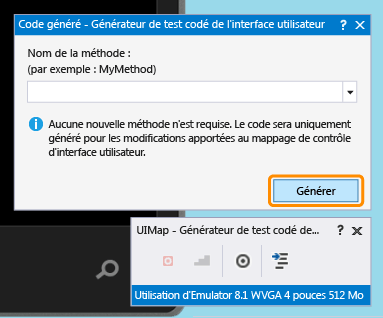 Code généré - Générateur de test codé de l'interface utilisateur ? ×
Nom de la méthode :
(par exemple : MyMethod)
Aucune nouvelle méthode n'est requise. Le code sera uniquement
généré pour les modifications apportées au mappage de contrôle
d'interface utilisateur.
Générer
UIMap - Générateur de test codé de... ? ×
Utilisation d'Emulator 8.1 WVGA 4 pouces 512 Mo